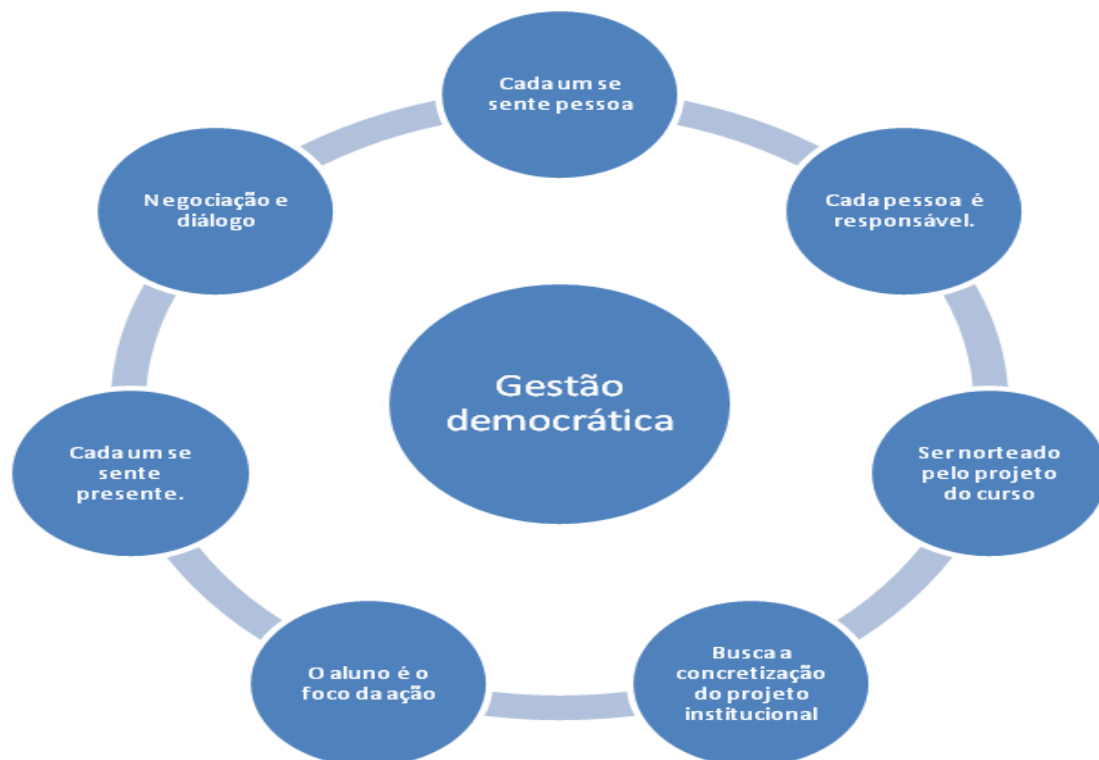 Cada um se
sente pessoa
Cada pessoa é
responsável.
Ser norteado
pelo projeto
do curso
Busca a
concretização
do projeto
institucional
O aluno é o
foco da ação
Cada um se
sente
presente.
Negociação e
diálogo
Gestão
democrática